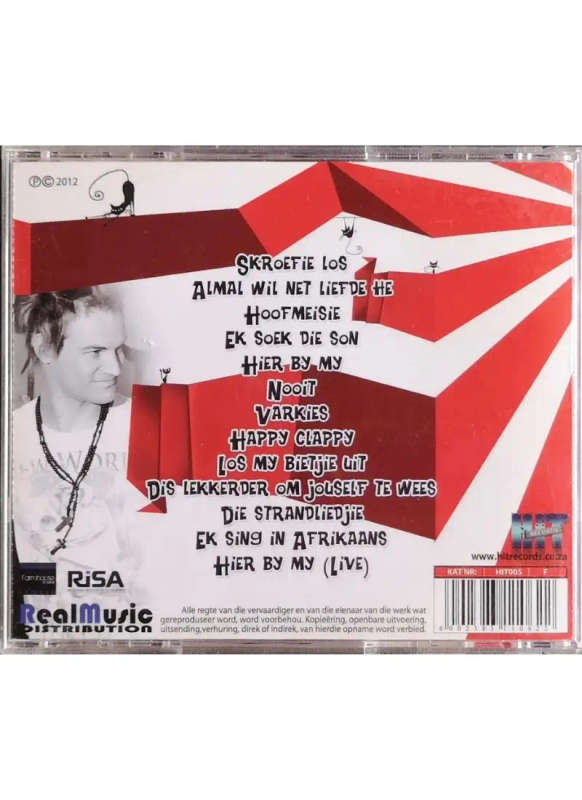 ℗© 2012
SKROEFIE LOS
ALMAL WIL NET LIEFDE HE
HOOFMEISIE
EK SOEK DIE SON
HIER BY MY
NOOIT
VARKIES
HAPPY CLAPPY
LOS MY BIETJIE UIT
DIS LEKKERDER OM JOUSELF TE WEES
DIE STRANDLIEDJIE
EK SING IN AFRIKAANS
HIER BY MY (LIVE)
HIT
www.hitrecords.co.za
KAT NR: HIT005 F
RiSA
RealMusic
DISTRIBUTION
Alle regte van die vervaardiger en van die eienaar van die werk wat
gereproduseer word, word voorbehou. Kopieëring, openbare uitvoering,
uitsending,verhuring, direk of indirek, van hierdie opname word verbied.